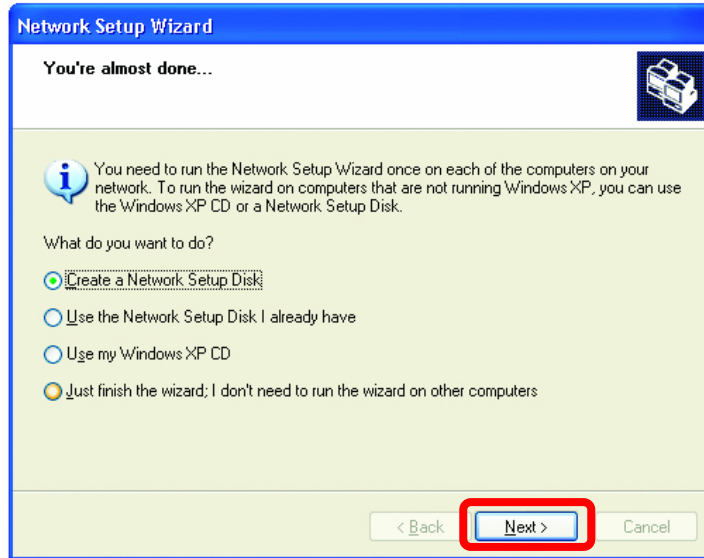 Network Setup Wizard
You're almost done...
You need to run the Network Setup Wizard once on each of the computers on your
network. To run the wizard on computers that are not running Windows XP, you can use
the Windows XP CD or a Network Setup Disk.
What do you want to do?
Create a Network Setup Disk
Use the Network Setup Disk I already have
Use my Windows XP CD
Just finish the wizard; I don't need to run the wizard on other computers
< Back Next > Cancel